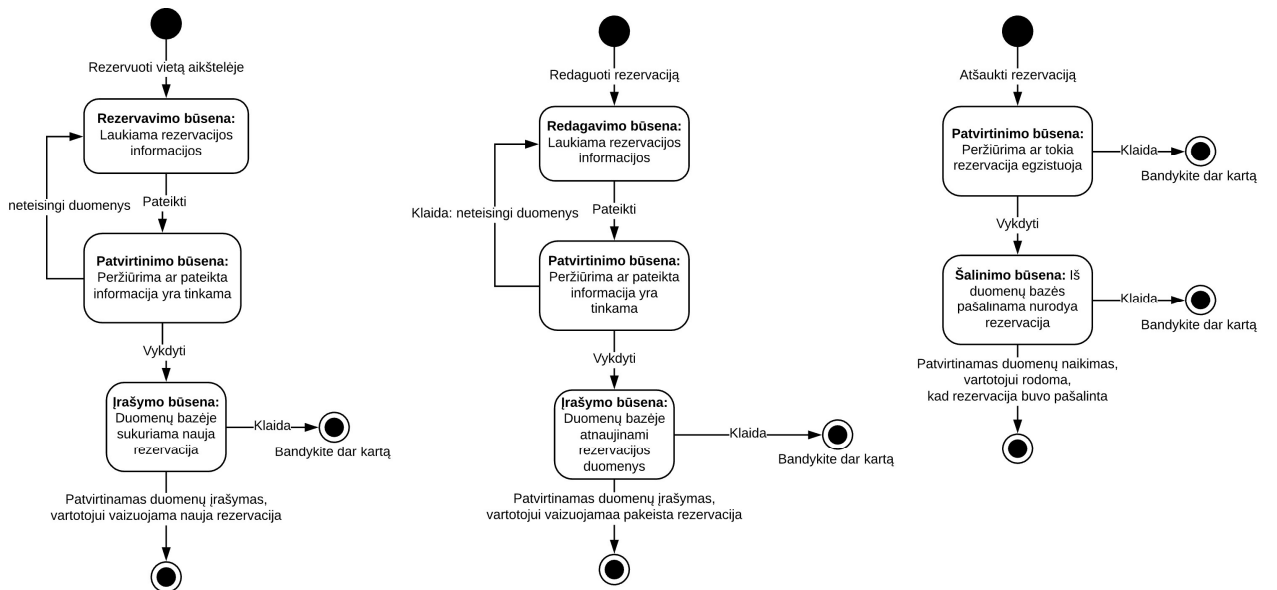 Rezervuoti vietą aikštelėje
Rezervavimo būsena:
Laukiama rezervacijos
informacijos
neteisingi duomenys
Pateikti
Patvirtinimo būsena:
Peržiūrima ar pateikta
informacija yra tinkama
Vykdyti
Įrašymo būsena:
Duomenų bazėje
sukuriama nauja
rezervacija
Klaida
Bandykite dar kartą
Patvirtinamas duomenų įrašymas,
vartotojui vaizuojama nauja rezervacija
Redaguoti rezervaciją
Redagavimo būsena:
Laukiama rezervacijos
informacijos
Klaida: neteisingi duomenys
Pateikti
Patvirtinimo būsena:
Peržiūrima ar pateikta
informacija yra
tinkama
Vykdyti
Įrašymo būsena:
Duomenų bazėje
atnaujinami
rezervacijos
duomenys
Klaida
Bandykite dar kartą
Patvirtinamas duomenų įrašymas,
vartotojui vaizuojamaa pakeista rezervacija
Atšaukti rezervaciją
Patvirtinimo būsena:
Peržiūrima ar tokia
rezervacija egzistuoja
Klaida
Bandykite dar kartą
Vykdyti
Šalinimo būsena: Iš
duomenų bazės
pašalinama nurodya
rezervacija
Klaida
Bandykite dar kartą
Patvirtinamas duomenų naikimas,
vartotojui rodoma,
kad rezervacija buvo pašalinta